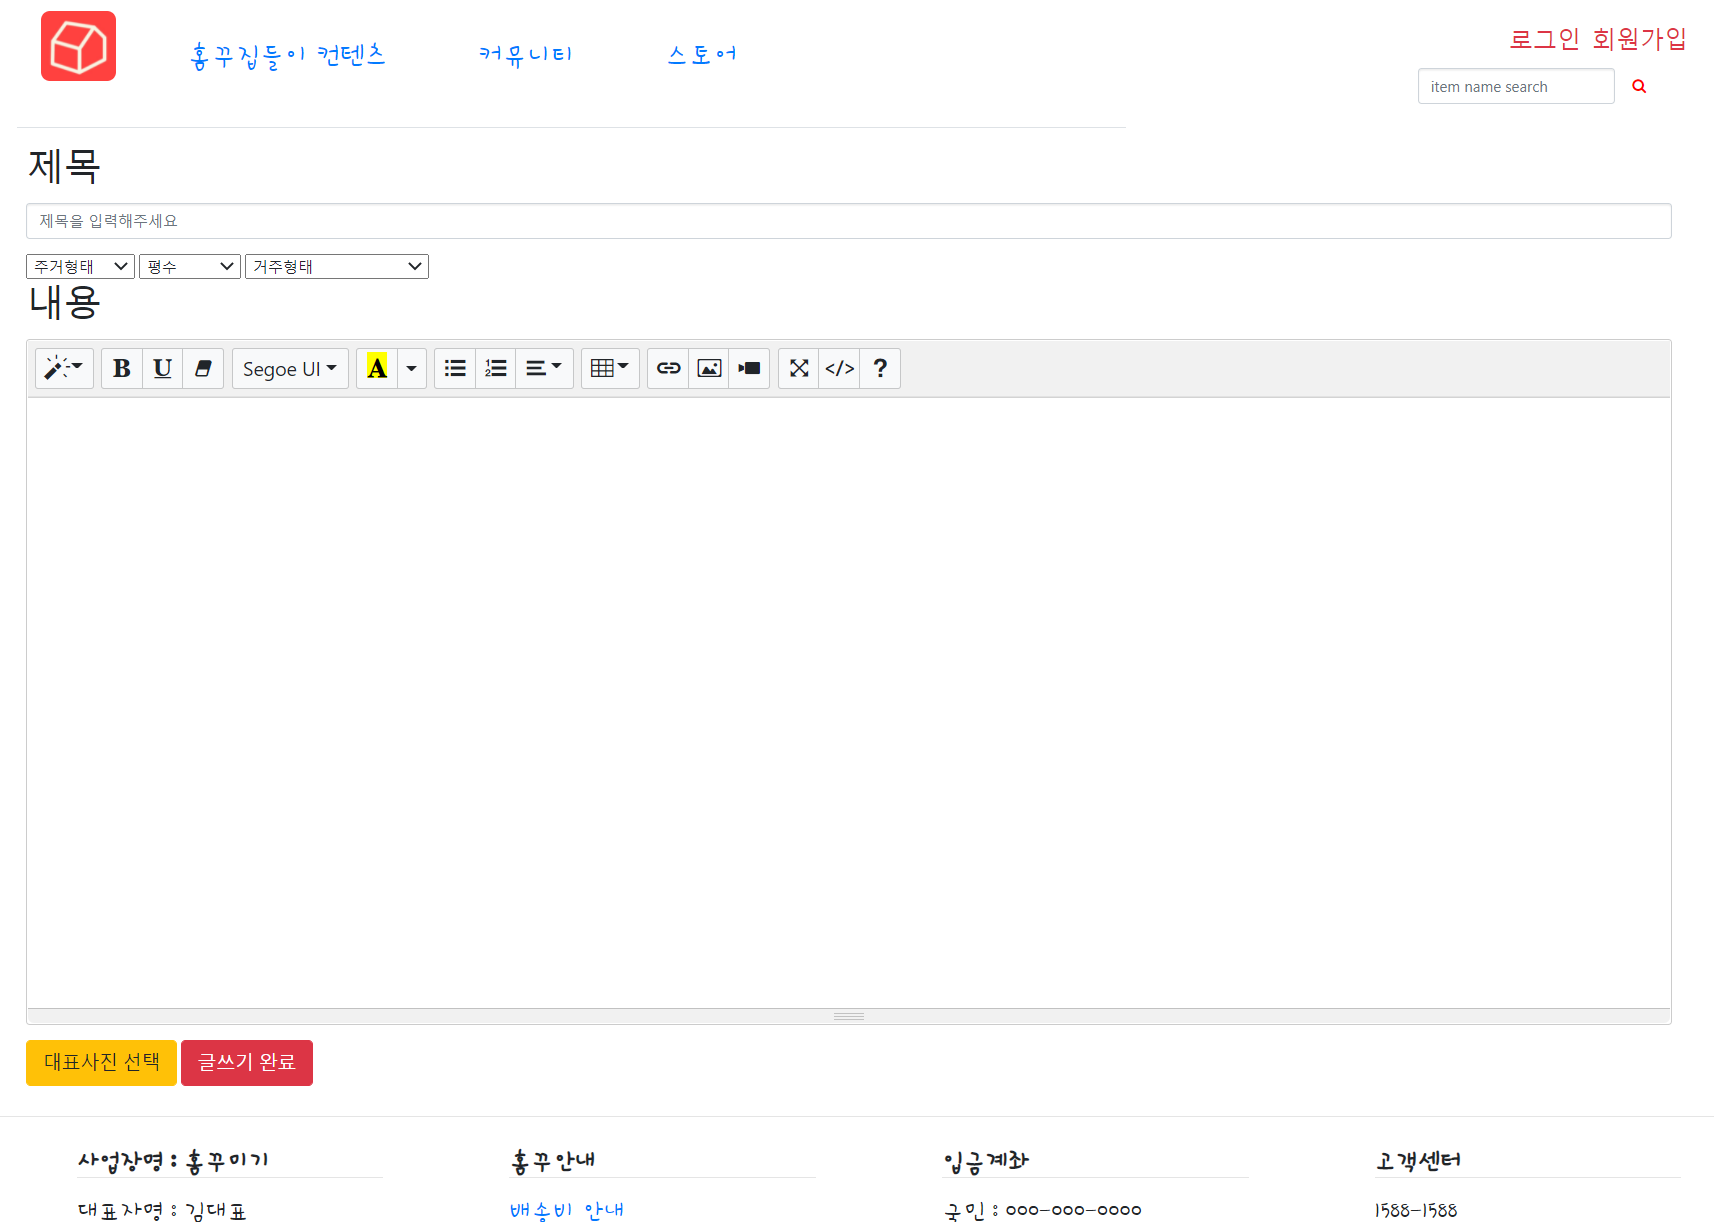 홈꾸집들이 컨텐츠 커뮤니티 스토어
로그인 회원가입
item name search
제목
제목을 입력해주세요
주거형태 평수 거주형태
내용
B U Segoe UI A </> ?
대표사진 선택 글쓰기 완료
사업장명 : 홈꾸미기 홈꾸안내 입금계좌 고객센터
대표자명 : 김대표 배송비 안내 국민 : 000-000-0000 1588-1588